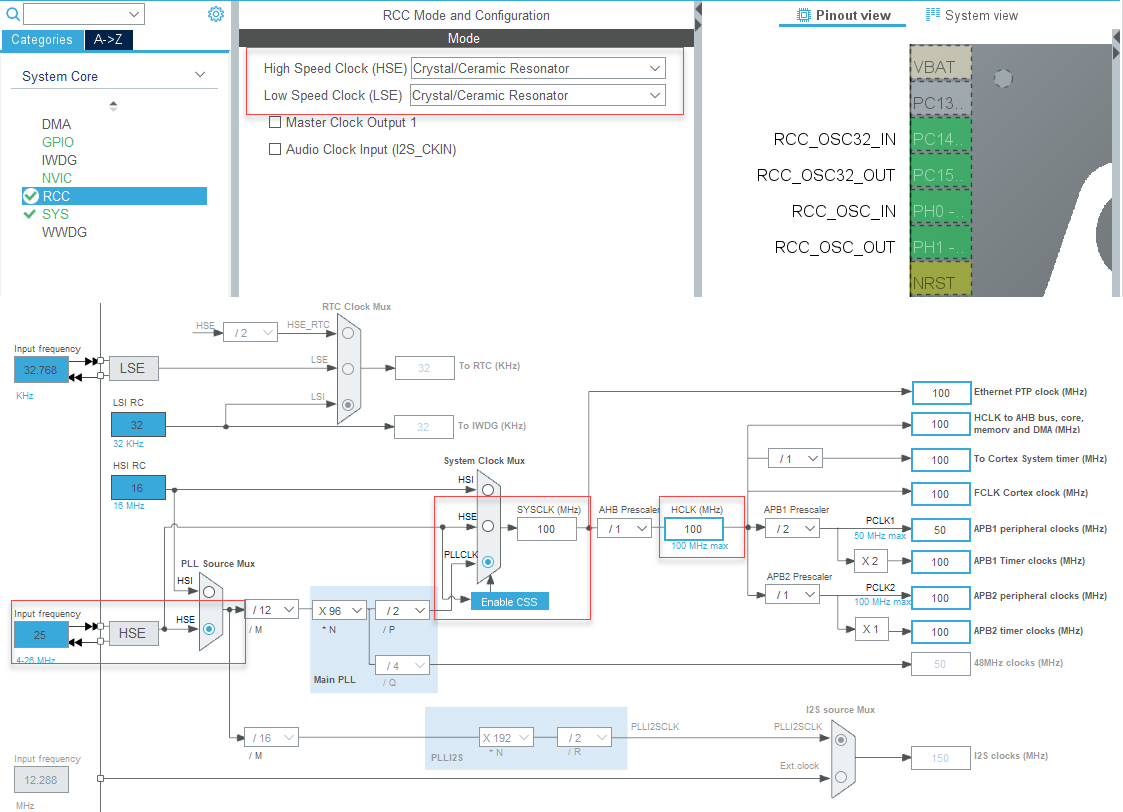 RCC Mode and Configuration
Pinout view
System view
Categories
A->Z
Mode
System Core
High Speed Clock (HSE)
Crystal/Ceramic Resonator
Low Speed Clock (LSE)
Crystal/Ceramic Resonator
Master Clock Output 1
Audio Clock Input (I2S_CKIN)
DMA
GPIO
IWDG
NVIC
RCC
SYS
WWDG
VBAT
PC13..
RCC_OSC32_IN
PC14..
RCC_OSC32_OUT
PC15..
RCC_OSC_IN
PH0 -..
RCC_OSC_OUT
PH1 -..
NRST
RTC Clock Mux
HSE
/ 2
HSE_RTC
Input frequency
32.768
KHz
LSE
LSE
32
To RTC (KHz)
LSI RC
32
32 KHz
LSI
32
To IWDG (KHz)
HSI RC
16
16 MHz
System Clock Mux
HSI
HSE
PLLCLK
Enable CSS
SYSCLK (MHz)
100
AHB Prescaler
/ 1
HCLK (MHz)
100
100 MHz max
100
Ethernet PTP clock (MHz)
100
HCLK to AHB bus, core,
memory and DMA (MHz)
/ 1
100
To Cortex System timer (MHz)
100
FCLK Cortex clock (MHz)
APB1 Prescaler
/ 2
PCLK1
50 MHz max
50
APB1 peripheral clocks (MHz)
X 2
100
APB1 Timer clocks (MHz)
APB2 Prescaler
/ 1
PCLK2
100 MHz max
100
APB2 peripheral clocks (MHz)
X 1
100
APB2 timer clocks (MHz)
PLL Source Mux
HSI
HSE
Input frequency
25
4-26 MHz
HSE
/ 12
/ M
X 96
* N
/ 2
/ P
/ 4
/ Q
Main PLL
50
48MHz clocks (MHz)
/ 16
/ M
X 192
* N
/ 2
/ R
PLLI2S
PLLI2SCLK
I2S source Mux
PLLI2SCLK
Ext.clock
150
I2S clocks (MHz)
Input frequency
12.288
MHz